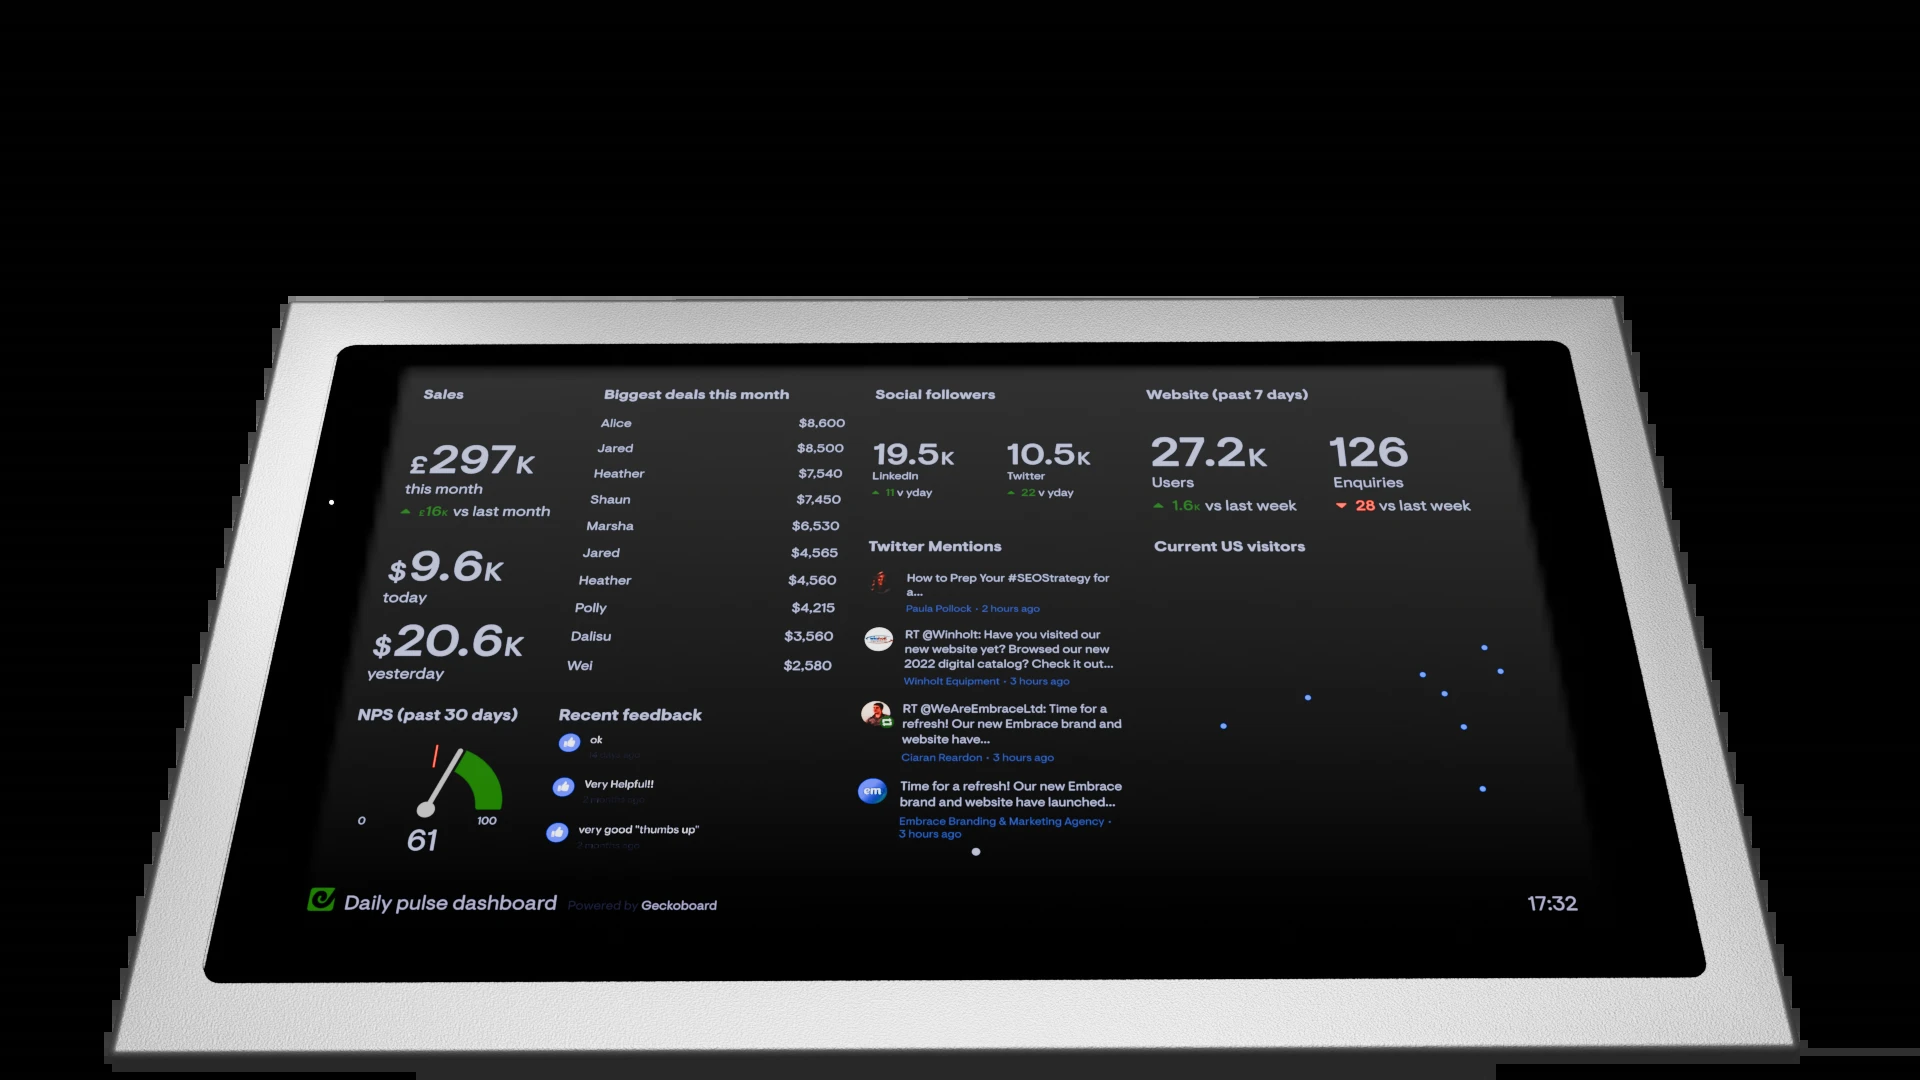 Sales
£297K
this month
£16K vs last month
$9.6K
today
$20.6K
yesterday
Biggest deals this month
Alice $8,600
Jared $8,500
Heather $7,540
Shaun $7,450
Marsha $6,530
Jared $4,565
Heather $4,560
Polly $4,215
Dalisu $3,560
Wei $2,580
NPS (past 30 days)
0
100
61
Recent feedback
ok
Very Helpful!!
very good "thumbs up"
2 months ago
Social followers
19.5K
LinkedIn
11 v yday
10.5K
Twitter
22 v yday
Twitter Mentions
How to Prep Your #SEOStrategy for
a...
Paula Pollock · 2 hours ago
RT @Winholt: Have you visited our
new website yet? Browsed our new
2022 digital catalog? Check it out...
Winholt Equipment · 3 hours ago
RT @WeAreEmbraceLtd: Time for a
refresh! Our new Embrace brand and
website have...
Ciaran Reardon · 3 hours ago
em
Time for a refresh! Our new Embrace
brand and website have launched...
Embrace Branding & Marketing Agency ·
3 hours ago
Website (past 7 days)
27.2K
Users
1.6K vs last week
126
Enquiries
28 vs last week
Current US visitors
Daily pulse dashboard Powered by Geckoboard
17:32